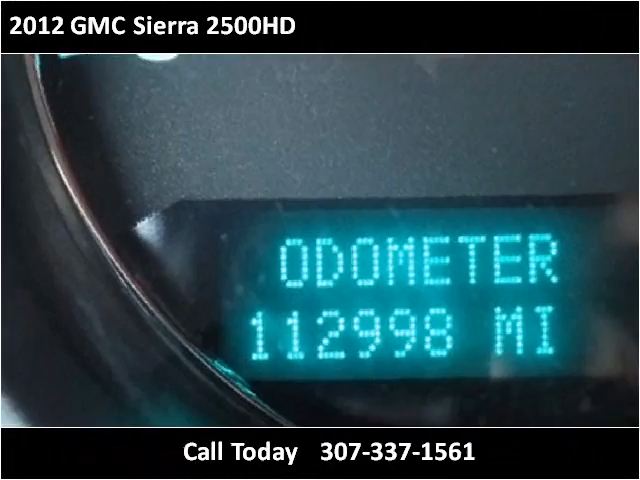 2012 GMC Sierra 2500HD
ODOMETER
112998 MI
Call Today 307-337-1561